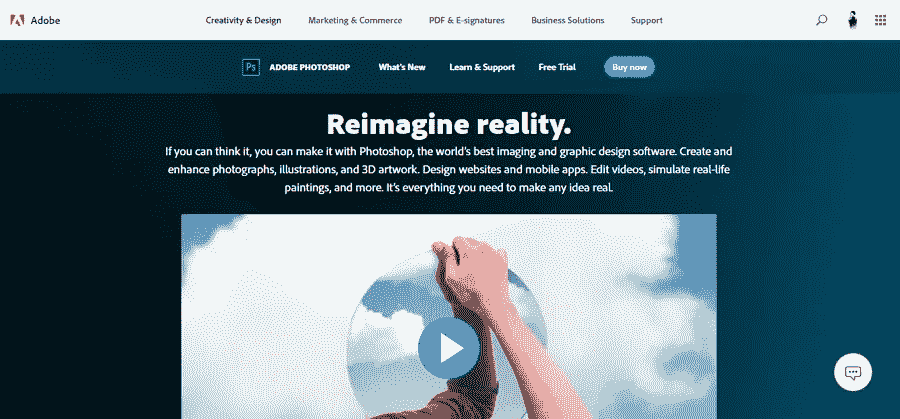 Adobe
Creativity & Design
Marketing & Commerce
PDF & E-signatures
Business Solutions
Support
Ps
ADOBE PHOTOSHOP
What's New
Learn & Support
Free Trial
Buy now
Reimagine reality.
If you can think it, you can make it with Photoshop, the world's best imaging and graphic design software. Create and
enhance photographs, illustrations, and 3D artwork. Design websites and mobile apps. Edit videos, simulate real-life
paintings, and more. It's everything you need to make any idea real.